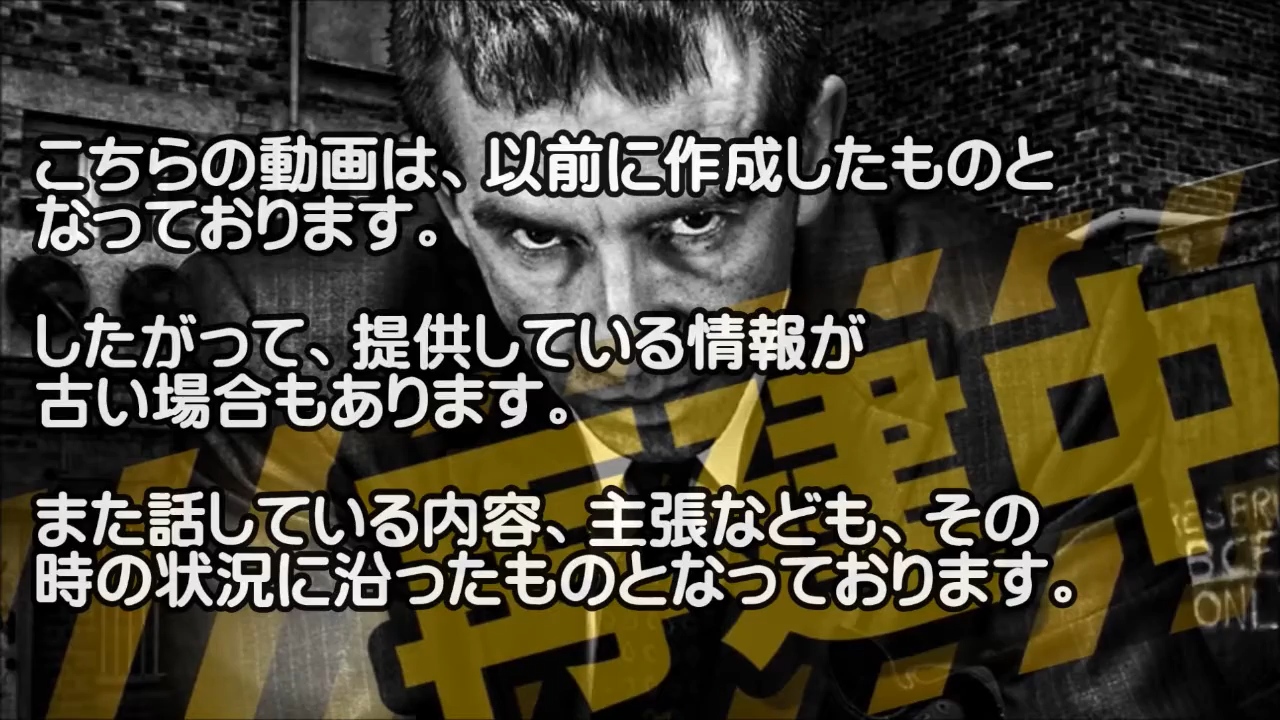 こちらの動画は、以前に作成したものと
なっております。
したがって、提供している情報が
古い場合もあります。
また話している内容、主張なども、その
時の状況に沿ったものとなっております。
再建中
ONL